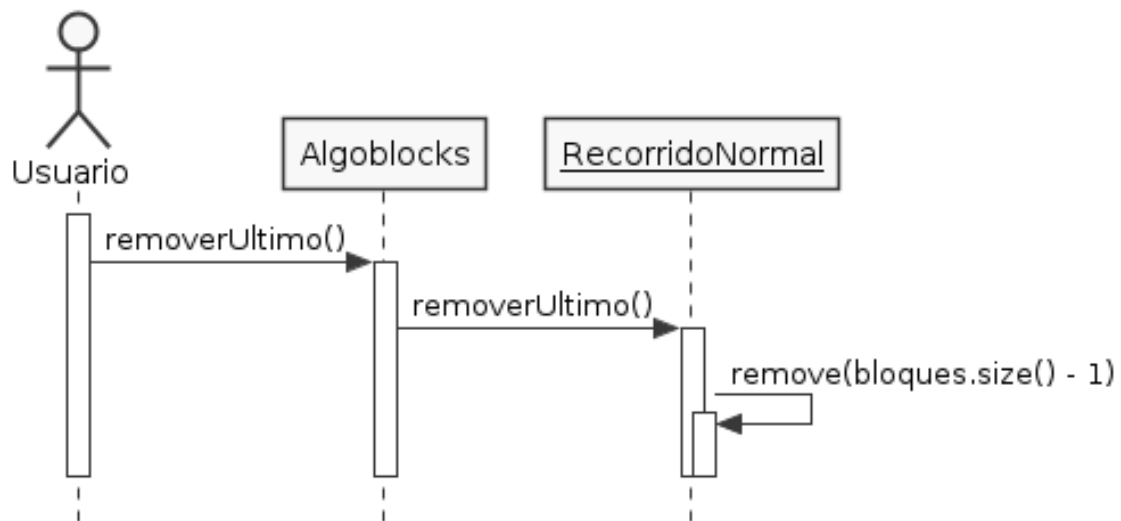 Usuario
Algoblocks
RecorridoNormal
removerUltimo()
removerUltimo()
remove(bloques.size() - 1)